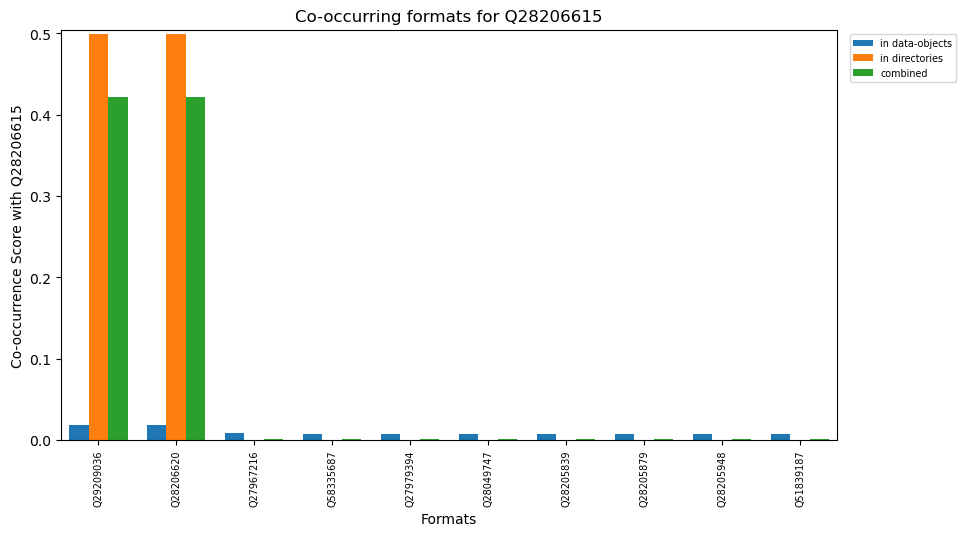 Co-occurring formats for Q28206615
in data-objects
in directories
combined
Co-occurrence Score with Q28206615
0.5
0.4
0.3
0.2
0.1
0.0
Q29209036
Q28206620
Q27967216
Q58335687
Q27979394
Q28049747
Q28205839
Q28205879
Q28205948
Q51839187
Formats